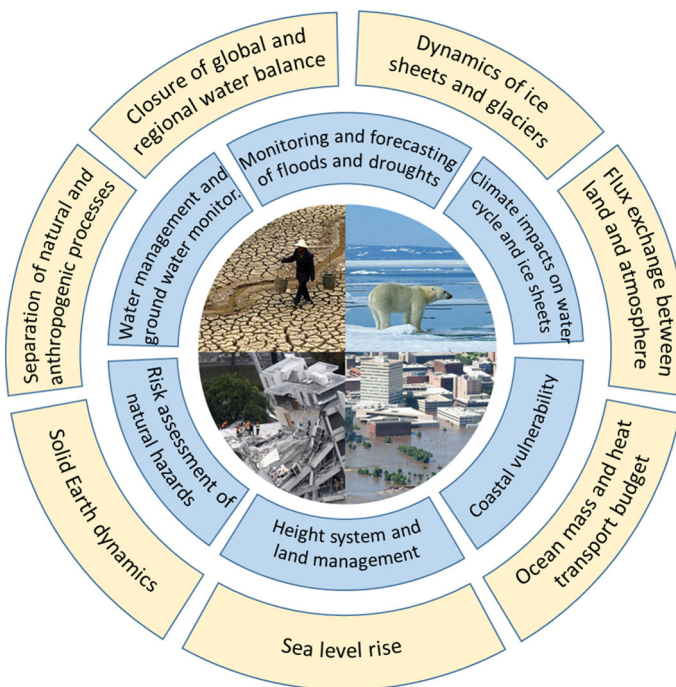 Closure of global and
regional water balance
Dynamics of ice
sheets and glaciers
Flux exchange between
land and atmosphere
Ocean mass and heat
transport budget
Sea level rise
Solid Earth dynamics
Separation of natural and
anthropogenic processes
Monitoring and forecasting
of floods and droughts
Climate impacts on water
cycle and ice sheets
Coastal vulnerability
Height system and
land management
Risk assessment of
natural hazards
Water management and
ground water monitor.